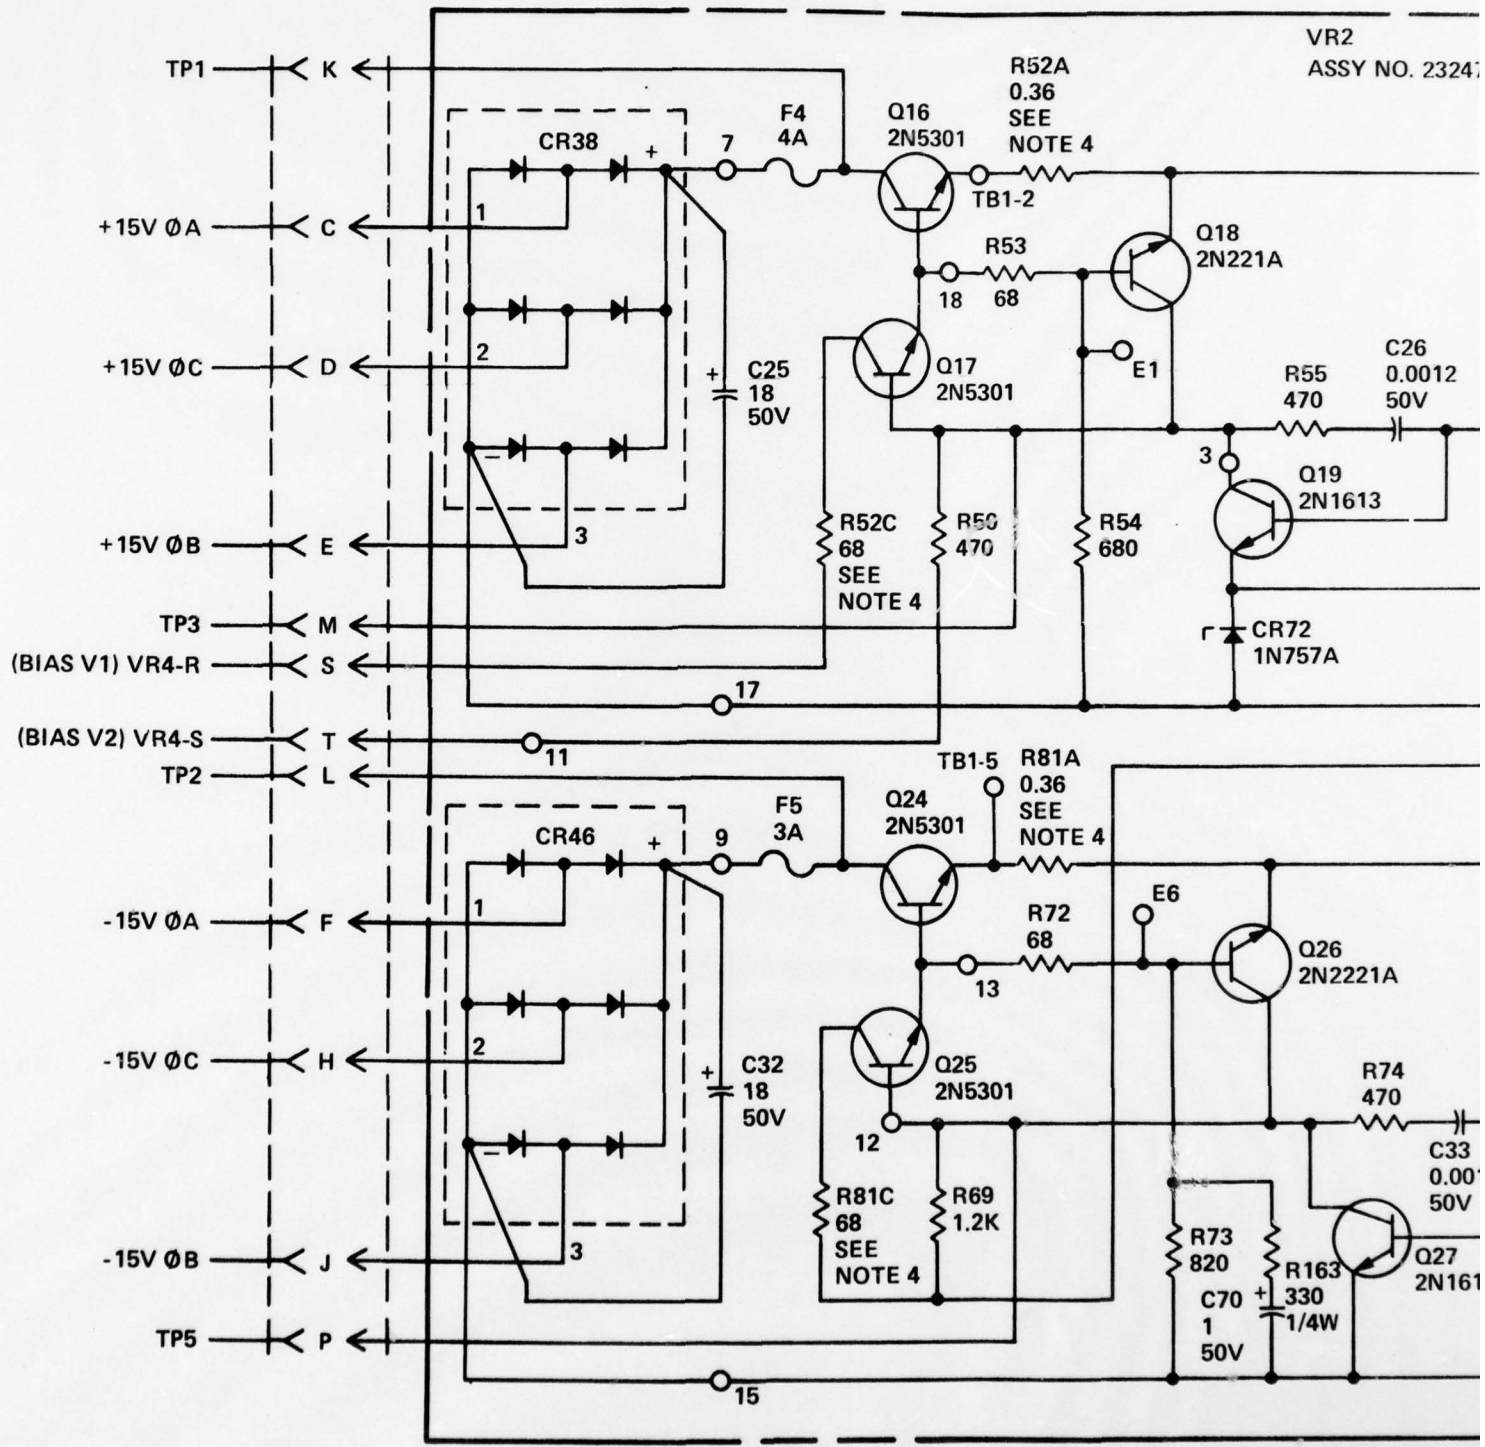 VR2
ASSY NO. 23247
TP1
K
R52A
0.36
SEE
NOTE 4
F4
4A
Q16
2N5301
CR38
+
7
TB1-2
+15V ØA
C
1
Q18
2N221A
R53
68
18
+15V ØC
D
2
Q17
2N5301
E1
+
C25
18
50V
R55
470
C26
0.0012
50V
−
3
Q19
2N1613
+15V ØB
E
3
R52C
68
SEE
NOTE 4
R50
470
R54
680
TP3
M
CR72
1N757A
(BIAS V1) VR4-R
S
17
(BIAS V2) VR4-S
T
11
TP2
L
TB1-5
R81A
0.36
SEE
NOTE 4
F5
3A
Q24
2N5301
CR46
+
9
-15V ØA
F
1
R72
68
E6
Q26
2N2221A
13
-15V ØC
H
2
Q25
2N5301
+
C32
18
50V
R74
470
12
C33
0.001
50V
−
R81C
68
SEE
NOTE 4
R69
1.2K
-15V ØB
J
3
R73
820
R163
330
1/4W
C70
1
50V
+
Q27
2N161
TP5
P
15